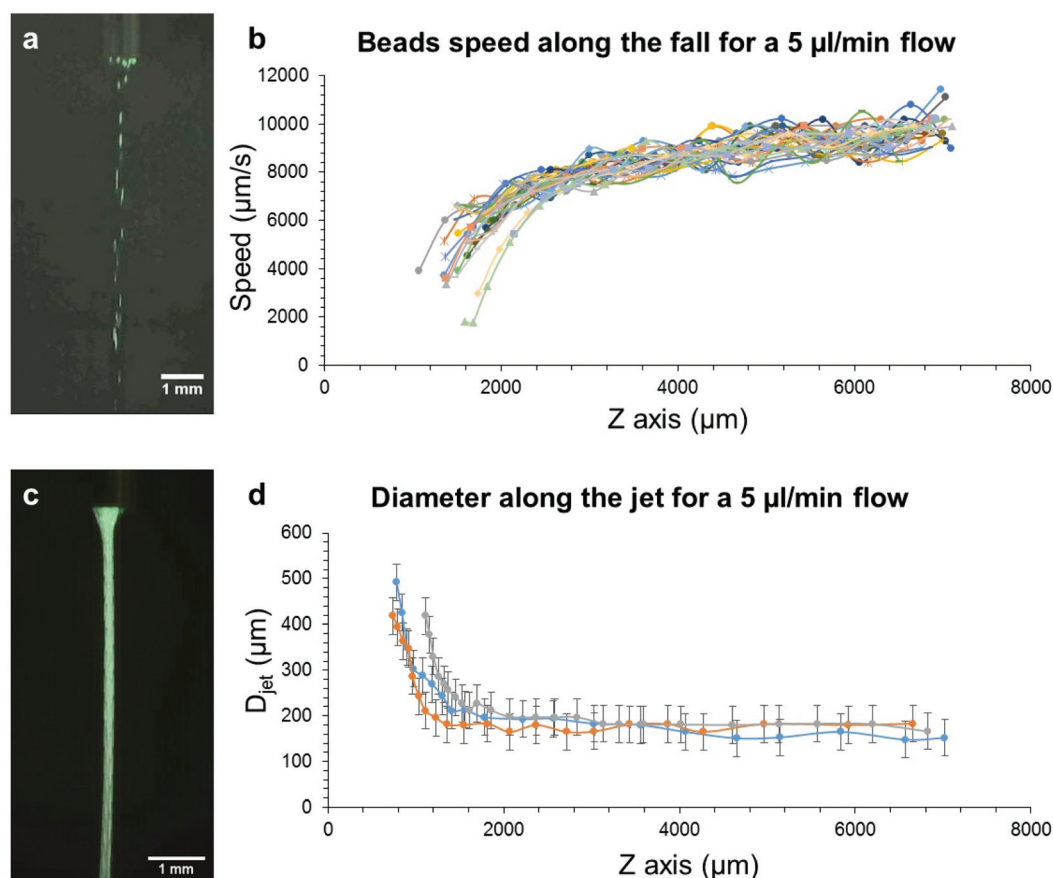 a
1 mm
b
Beads speed along the fall for a 5 µl/min flow
12000
10000
8000
6000
4000
2000
0
Speed (µm/s)
0 2000 4000 6000 8000
Z axis (µm)
c
1 mm
d
Diameter along the jet for a 5 µl/min flow
600
500
400
300
200
100
0
Djet (µm)
0 2000 4000 6000 8000
Z axis (µm)